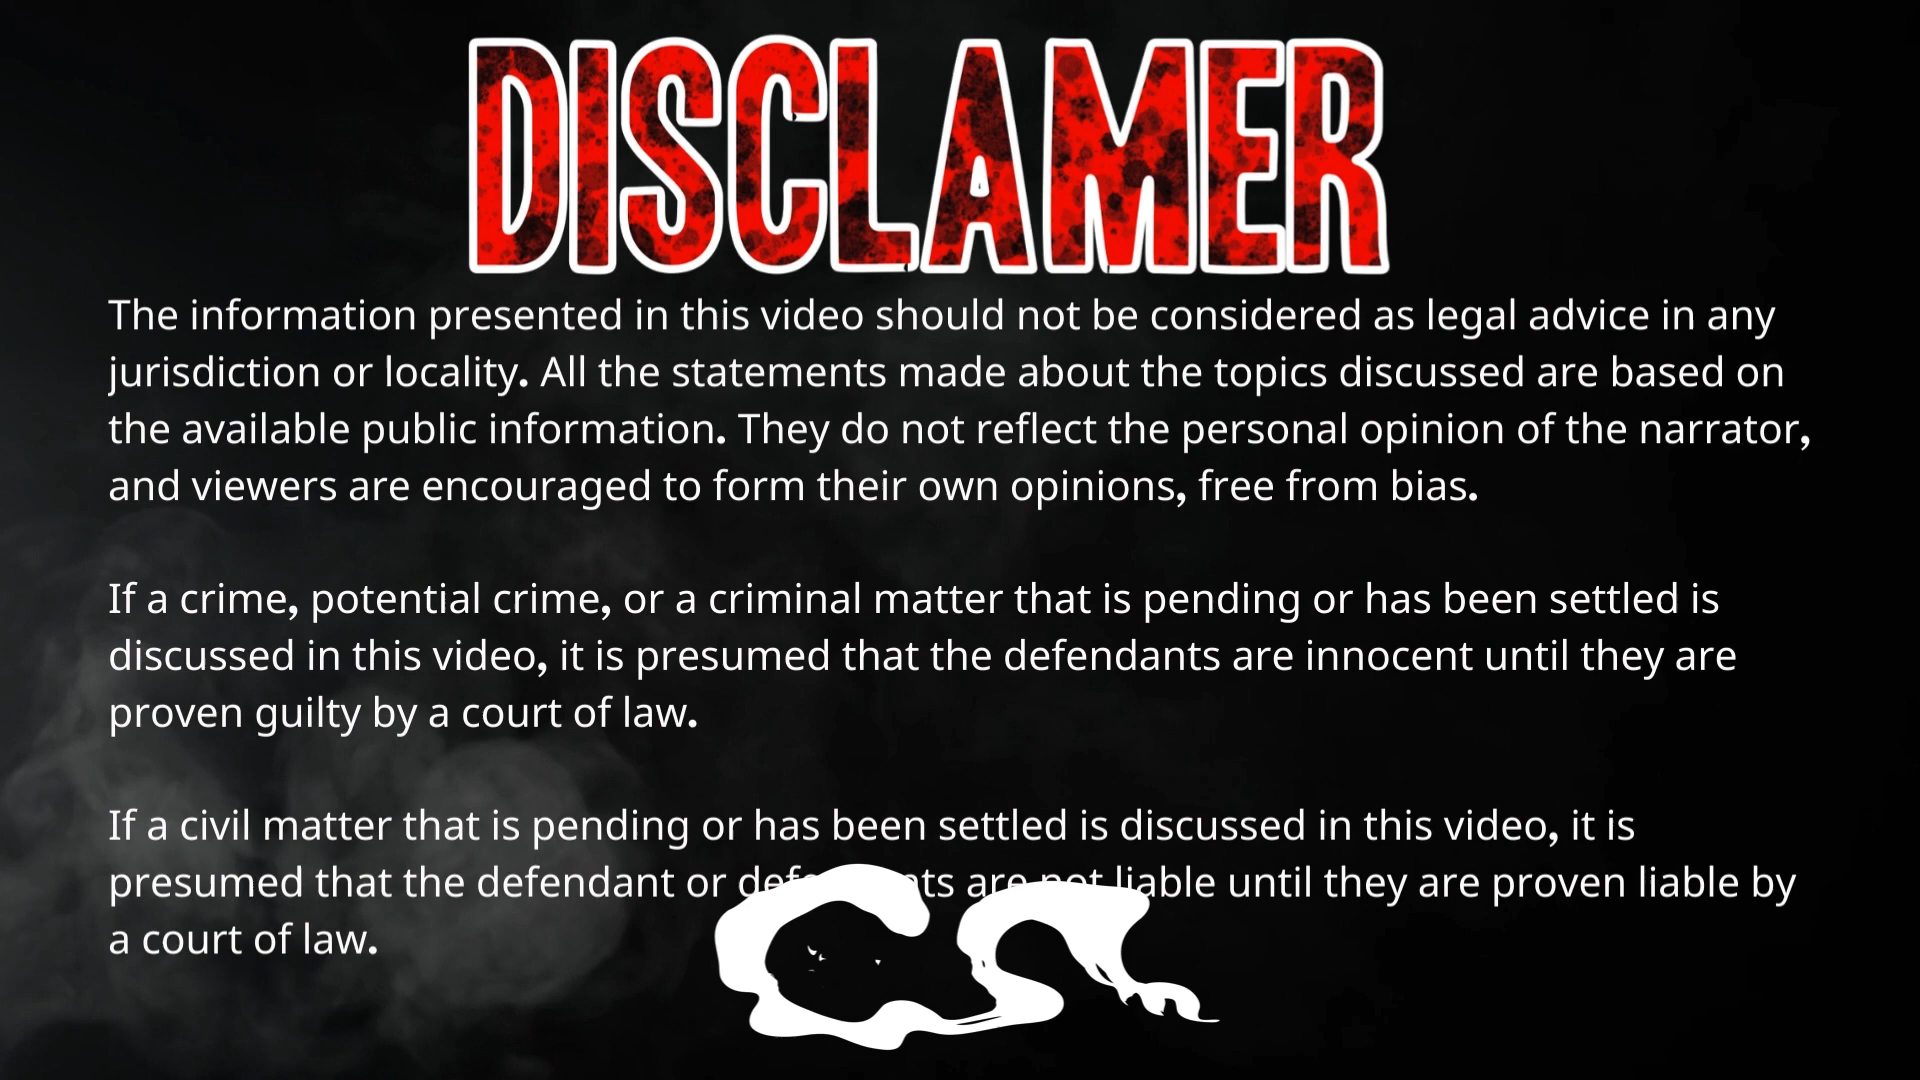 DISCLAMER
The information presented in this video should not be considered as legal advice in any
jurisdiction or locality. All the statements made about the topics discussed are based on
the available public information. They do not reflect the personal opinion of the narrator,
and viewers are encouraged to form their own opinions, free from bias.
If a crime, potential crime, or a criminal matter that is pending or has been settled is
discussed in this video, it is presumed that the defendants are innocent until they are
proven guilty by a court of law.
If a civil matter that is pending or has been settled is discussed in this video, it is
presumed that the defendant or are not liable until they are proven liable by
a court of law.
CS